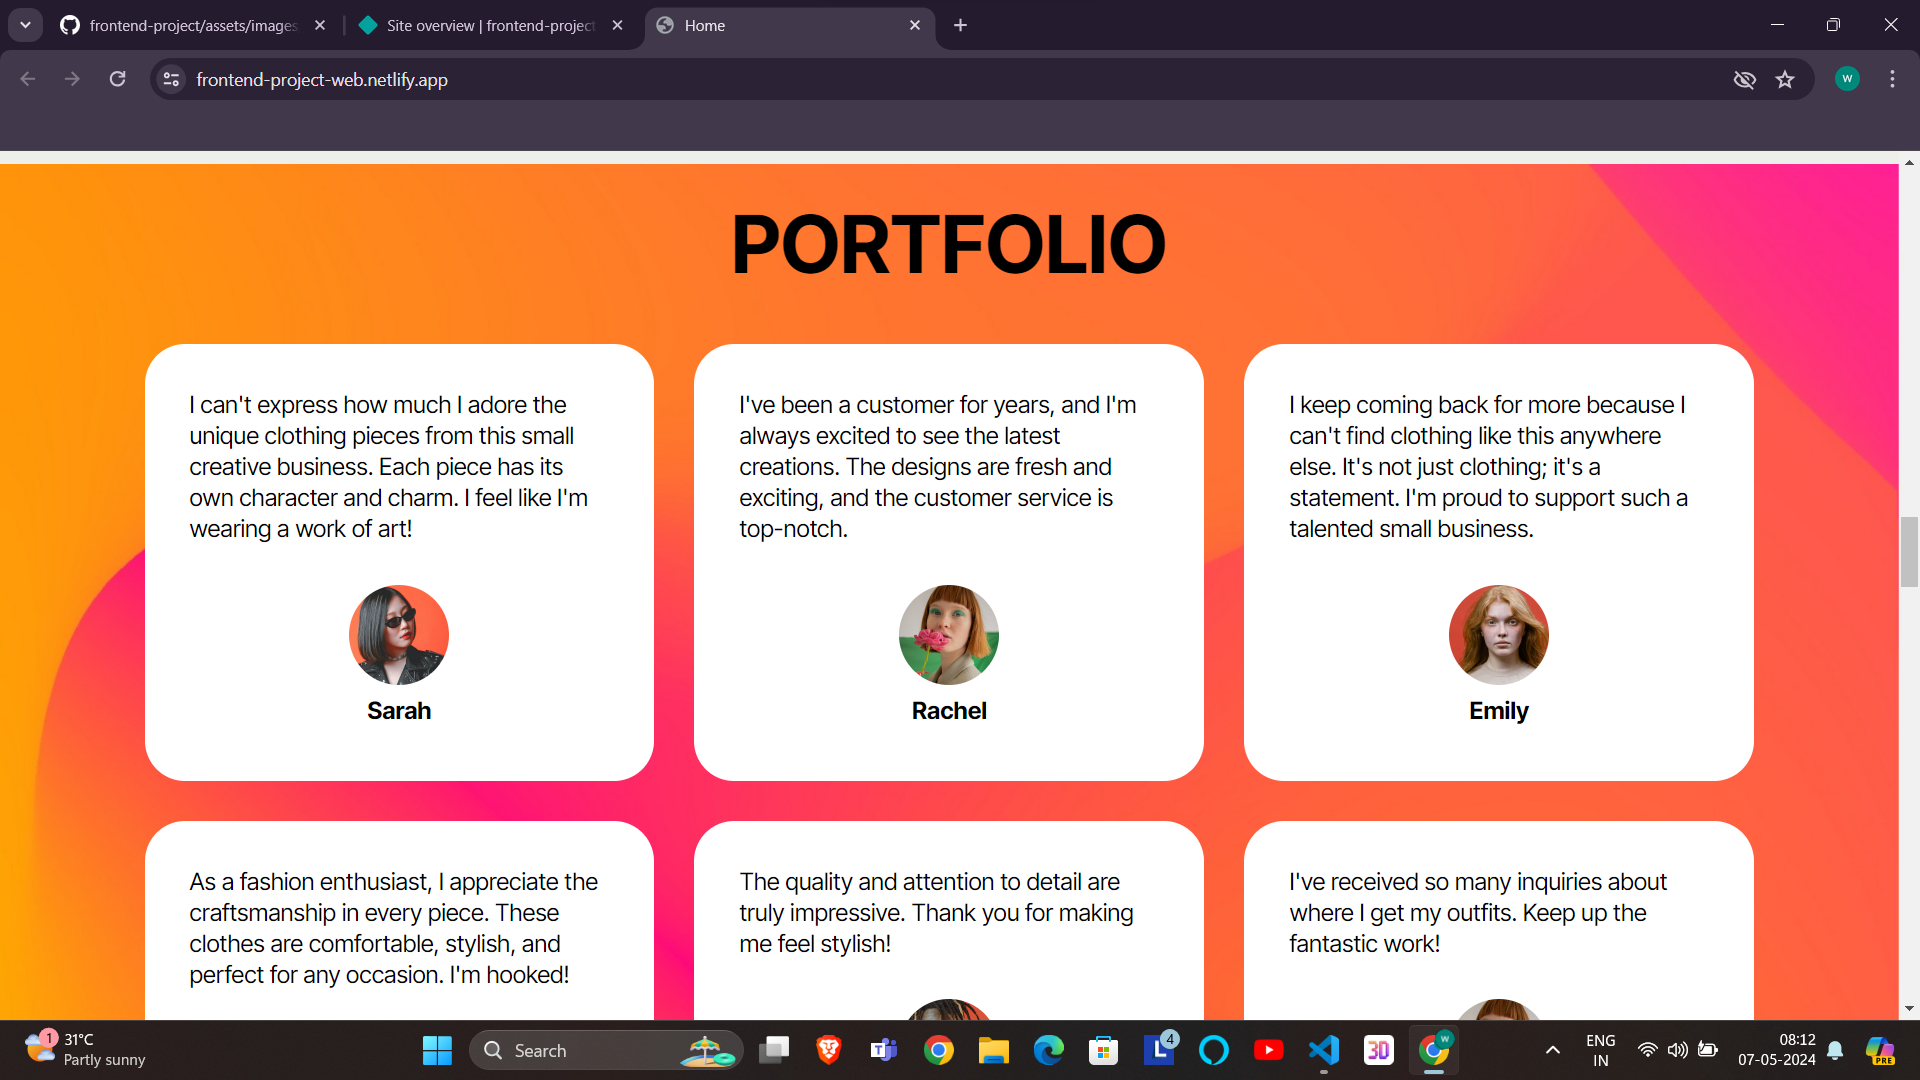 frontend-project/assets/images
Site overview | frontend-project
Home
frontend-project-web.netlify.app
W
PORTFOLIO
I can't express how much I adore the
unique clothing pieces from this small
creative business. Each piece has its
own character and charm. I feel like I'm
wearing a work of art!
Sarah
I've been a customer for years, and I'm
always excited to see the latest
creations. The designs are fresh and
exciting, and the customer service is
top-notch.
Rachel
I keep coming back for more because I
can't find clothing like this anywhere
else. It's not just clothing; it's a
statement. I'm proud to support such a
talented small business.
Emily
As a fashion enthusiast, I appreciate the
craftsmanship in every piece. These
clothes are comfortable, stylish, and
perfect for any occasion. I'm hooked!
The quality and attention to detail are
truly impressive. Thank you for making
me feel stylish!
I've received so many inquiries about
where I get my outfits. Keep up the
fantastic work!
1
31°C
Partly sunny
Search
L
4
3D
W
ENG
IN
08:12
07-05-2024
PRE